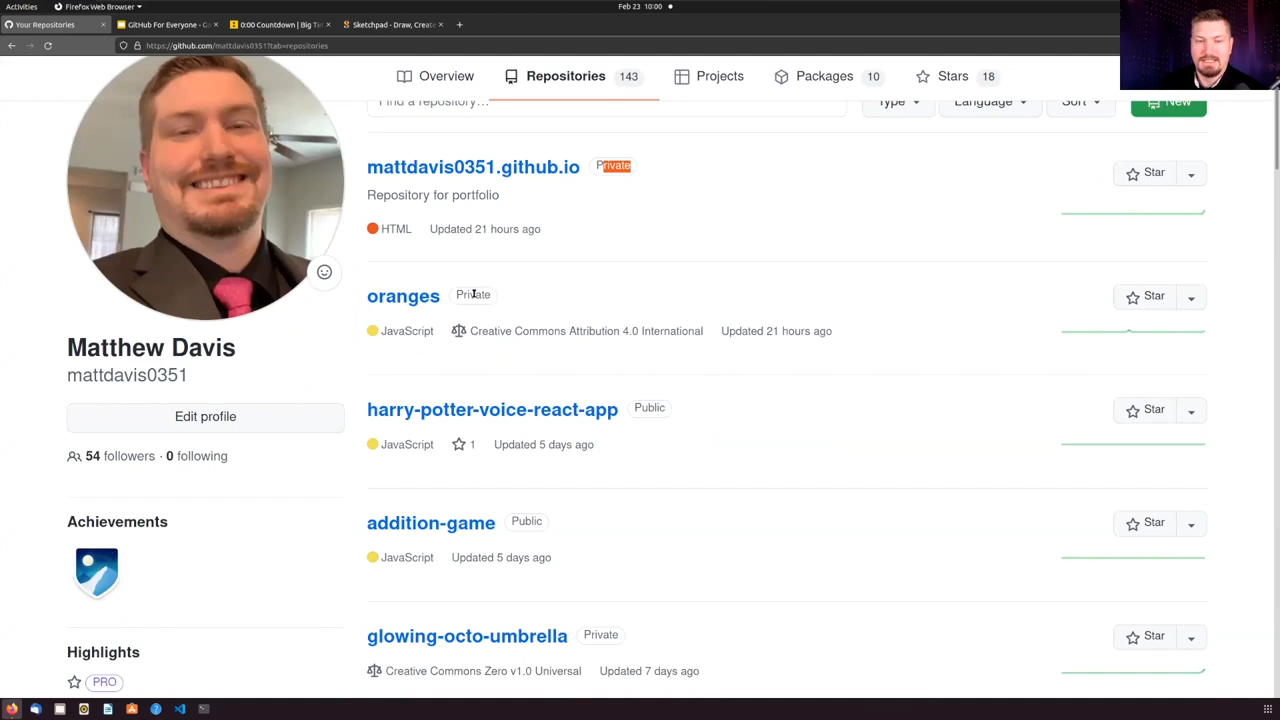 Activities
Firefox Web Browser
Feb 23 10:00
Your Repositories
GitHub For Everyone - Go
0:00 Countdown | Big Tim
Sketchpad - Draw, Create
https://github.com/mattdavis0351?tab=repositories
Overview
Repositories 143
Projects
Packages 10
Stars 18
Find a repository…
Type
Language
Sort
New
mattdavis0351.github.io Private
Star
Repository for portfolio
HTML Updated 21 hours ago
oranges Private
Star
JavaScript Creative Commons Attribution 4.0 International Updated 21 hours ago
Matthew Davis
mattdavis0351
Edit profile
54 followers · 0 following
harry-potter-voice-react-app Public
Star
JavaScript 1 Updated 5 days ago
Achievements
addition-game Public
Star
JavaScript Updated 5 days ago
Highlights
PRO
glowing-octo-umbrella Private
Star
Creative Commons Zero v1.0 Universal Updated 7 days ago